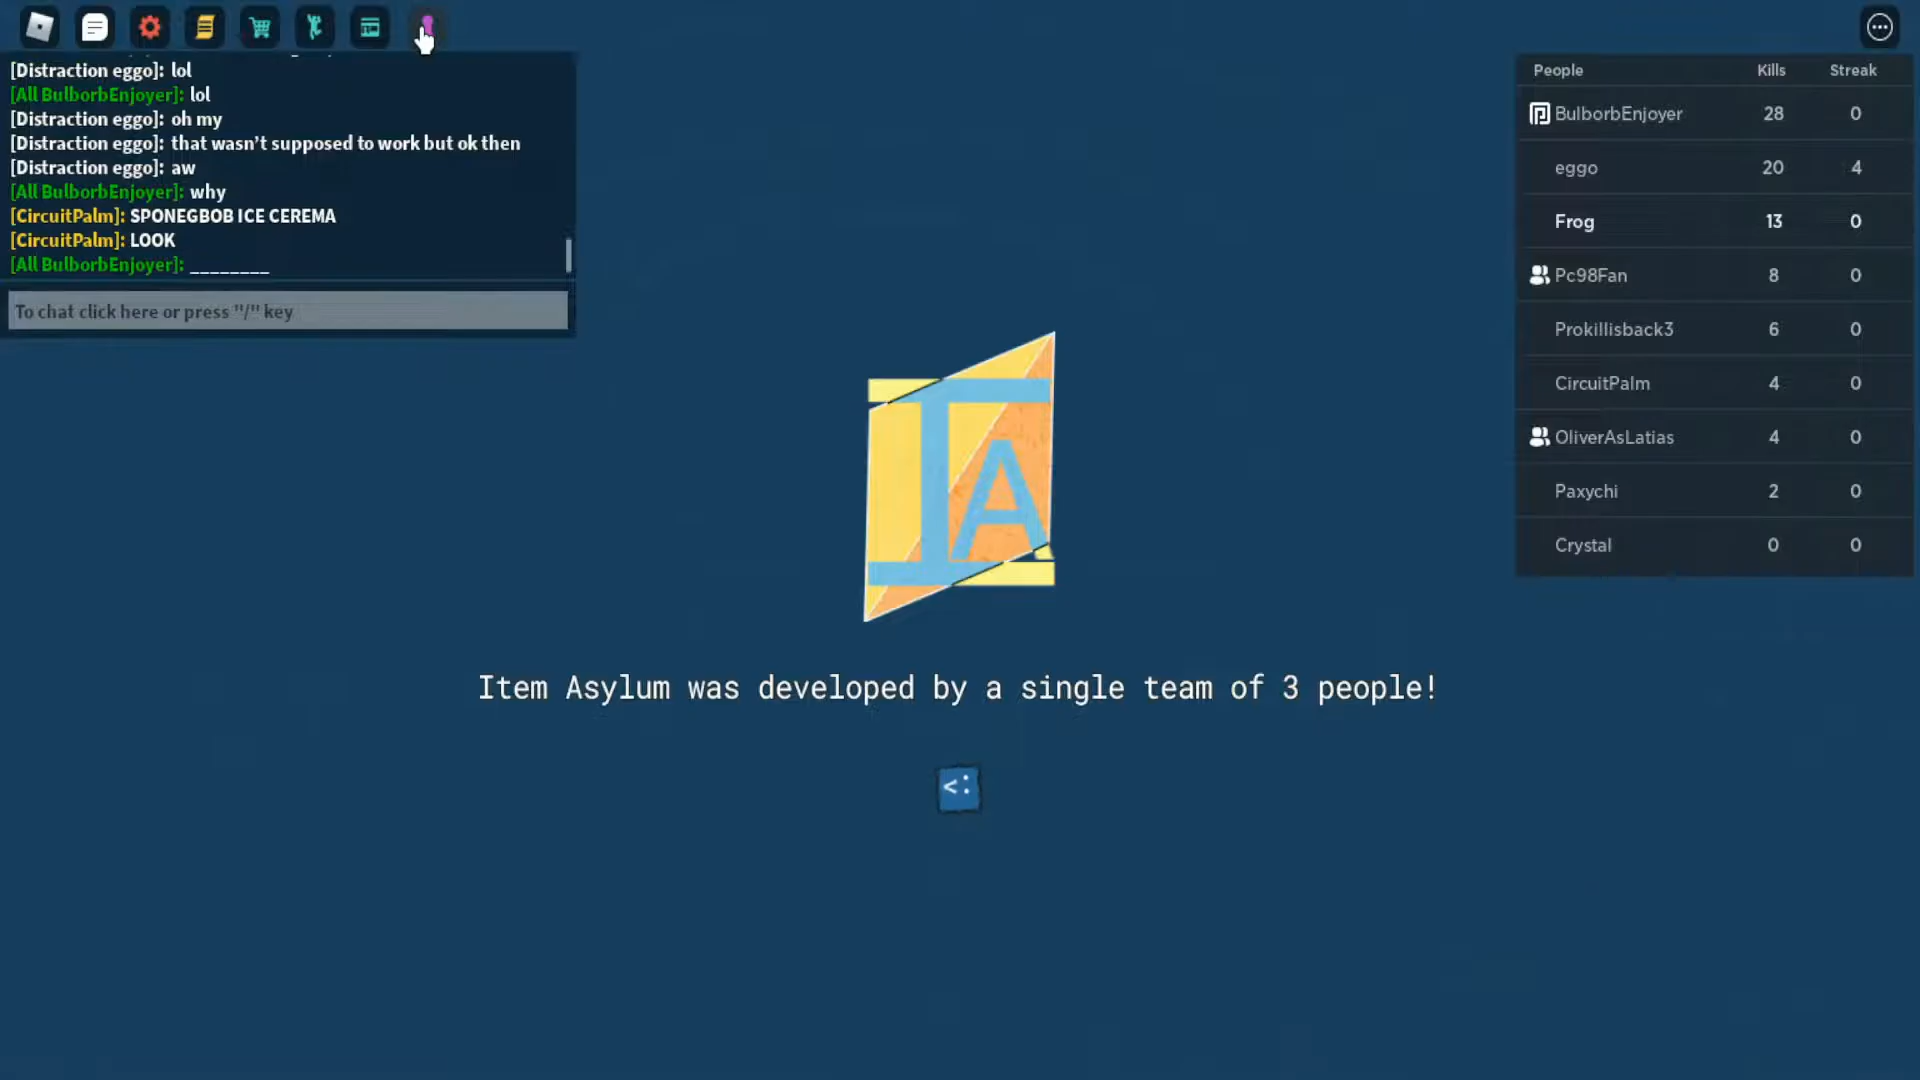 [Distraction eggo]: lol
[All BulborbEnjoyer]: lol
[Distraction eggo]: oh my
[Distraction eggo]: that wasn't supposed to work but ok then
[Distraction eggo]: aw
[All BulborbEnjoyer]: why
[CircuitPalm]: SPONEGBOB ICE CEREMA
[CircuitPalm]: LOOK
[All BulborbEnjoyer]: ________
To chat click here or press "/" key
People Kills Streak
BulborbEnjoyer 28 0
eggo 20 4
Frog 13 0
Pc98Fan 8 0
Prokillisback3 6 0
CircuitPalm 4 0
OliverAsLatias 4 0
Paxychi 2 0
Crystal 0 0
IA
Item Asylum was developed by a single team of 3 people!
<: